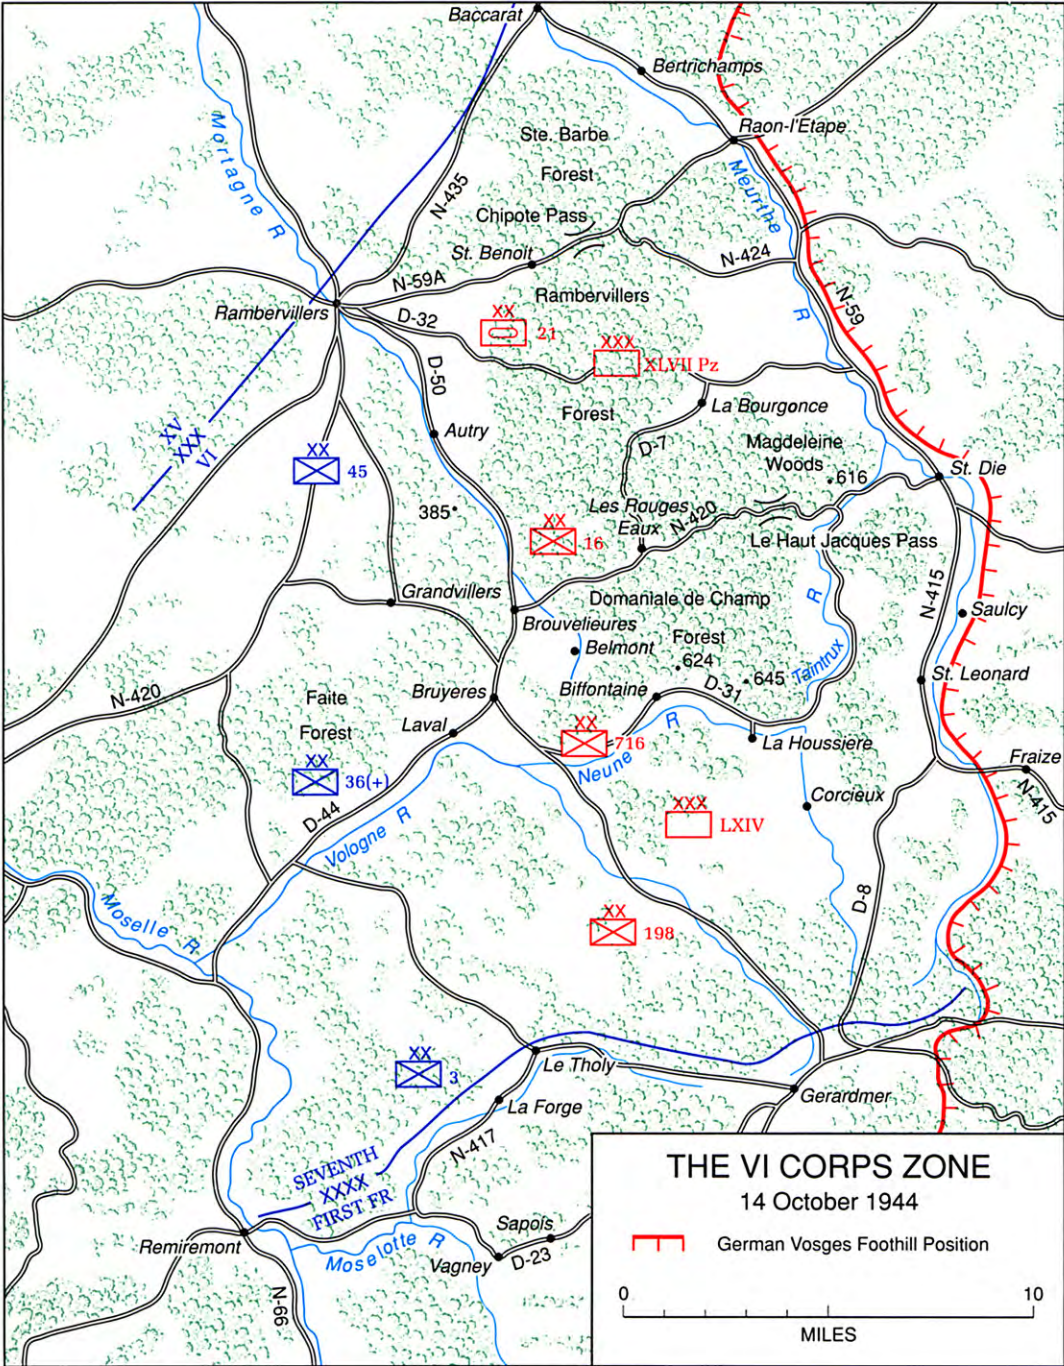 Baccarat
Bertrichamps
Raon-l'Etape
Ste. Barbe
Forest
Mortagne R
Meurthe
R
N-435
Chipote Pass
St. Benoit
N-424
N-59A
N-59
Rambervillers
Rambervillers
D-32
XX
21
XXX
XLVII Pz
D-50
Forest
La Bourgonce
Autry
D-7
Magdeleine
Woods
616
St. Die
XV
XXX
VI
XX
45
385
Les Rouges
Eaux
N-420
XX
16
Le Haut Jacques Pass
Grandvillers
Brouvelieures
Domaniale de Champ
Forest
R
Taintrux
N-415
Saulcy
Belmont
624
645
D-31
St. Leonard
N-420
Bruyeres
Biffontaine
Faite
Forest
Laval
XX
716
R
Neune
La Houssiere
Fraize
N-415
XX
36(+)
D-44
Vologne R
XXX
LXIV
Corcieux
D-8
Moselle R
XX
198
XX
3
Le Tholy
La Forge
Gerardmer
N-417
SEVENTH
XXXX
FIRST FR
Remiremont
Moselotte R
Sapois
Vagney
D-23
N-66
THE VI CORPS ZONE
14 October 1944
German Vosges Foothill Position
0 10
MILES